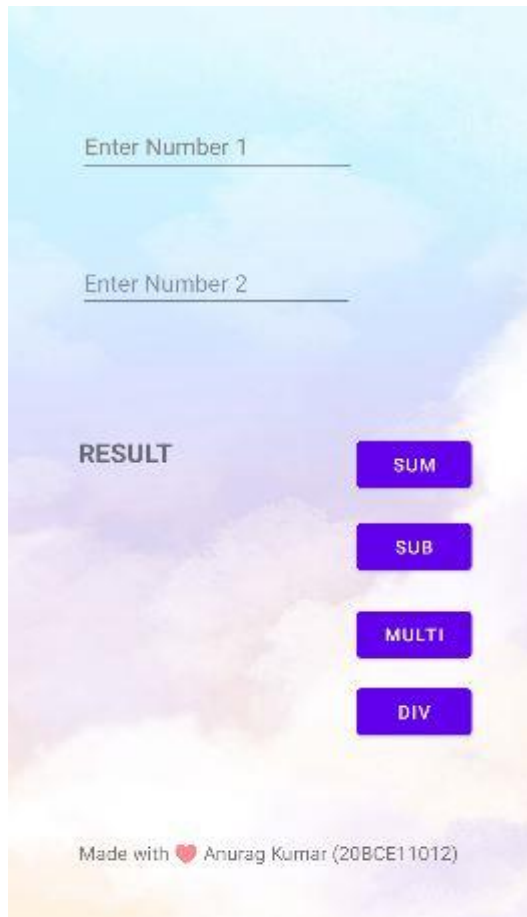 Enter Number 1
Enter Number 2
RESULT
SUM
SUB
MULTI
DIV
Made with ❤️ Anurag Kumar (20BCE11012)